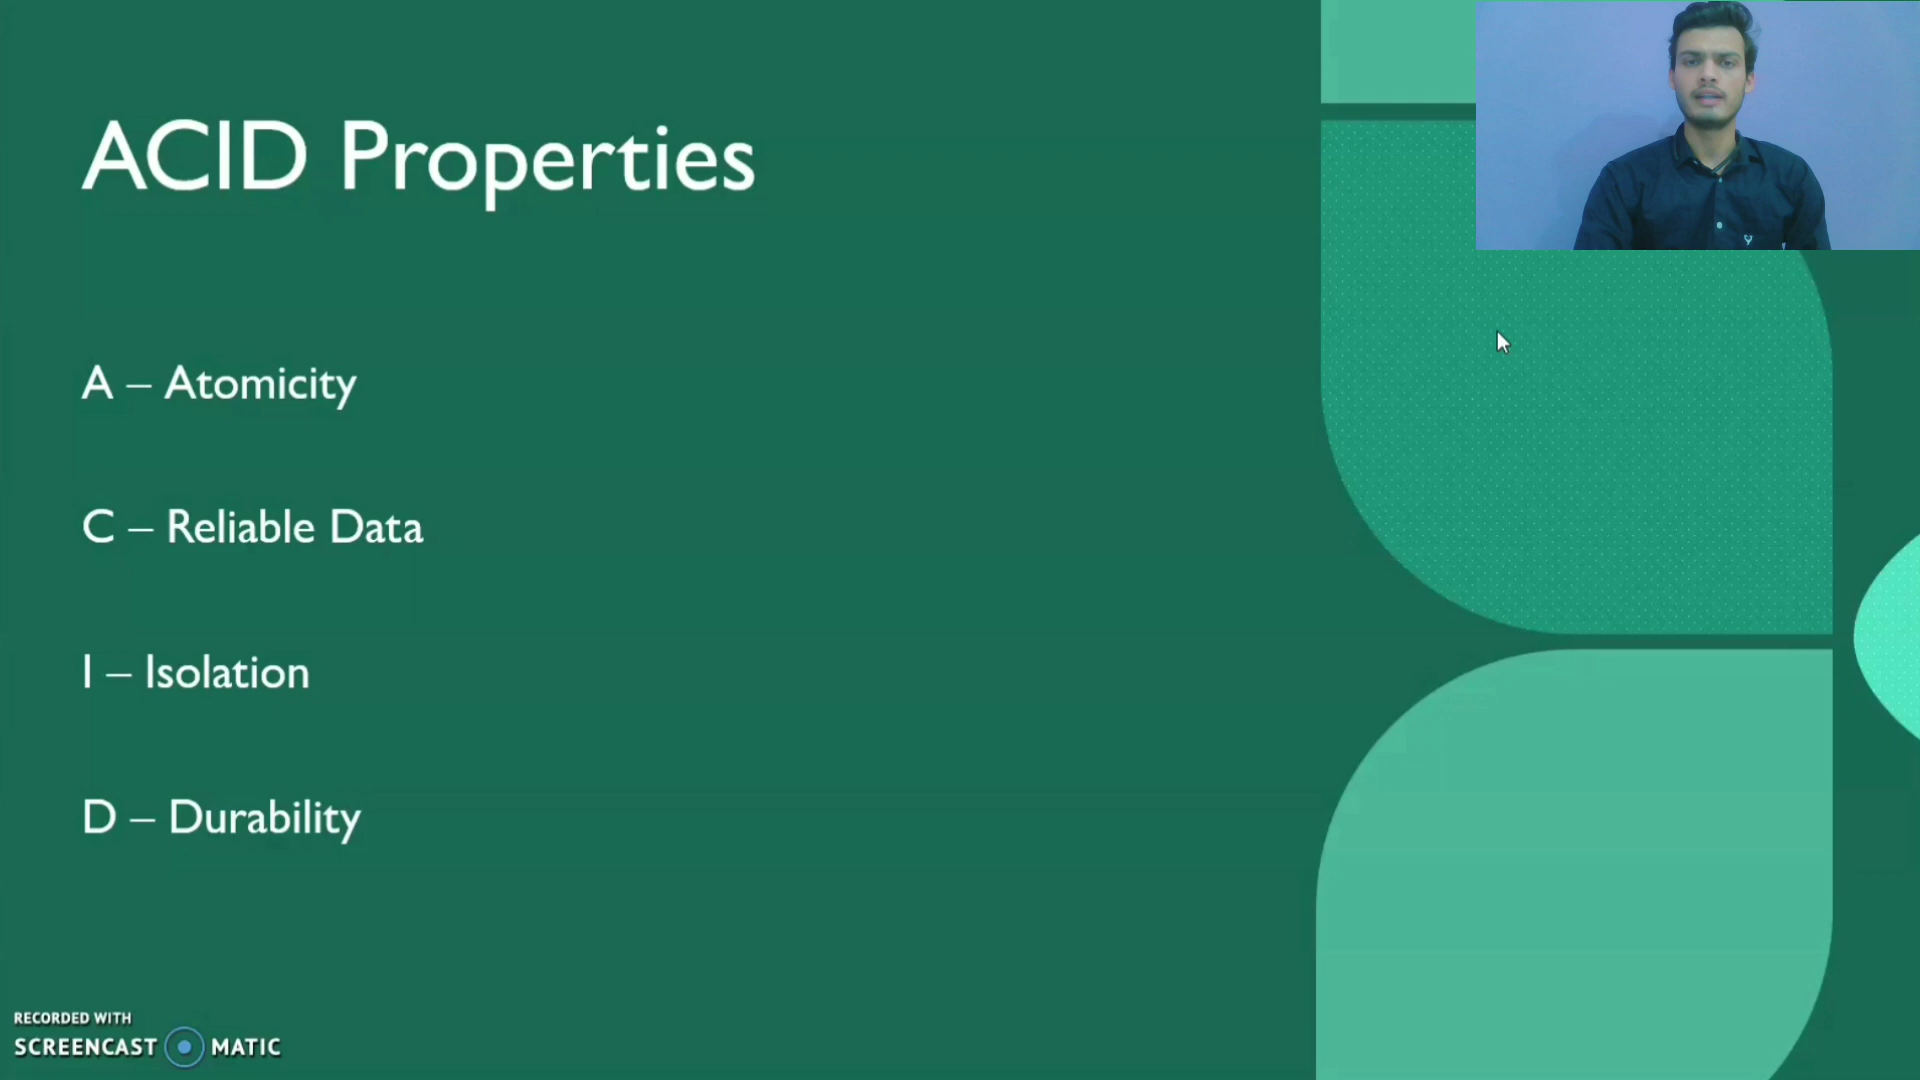 ACID Properties
A – Atomicity
C – Reliable Data
I – Isolation
D – Durability
RECORDED WITH
SCREENCAST MATIC